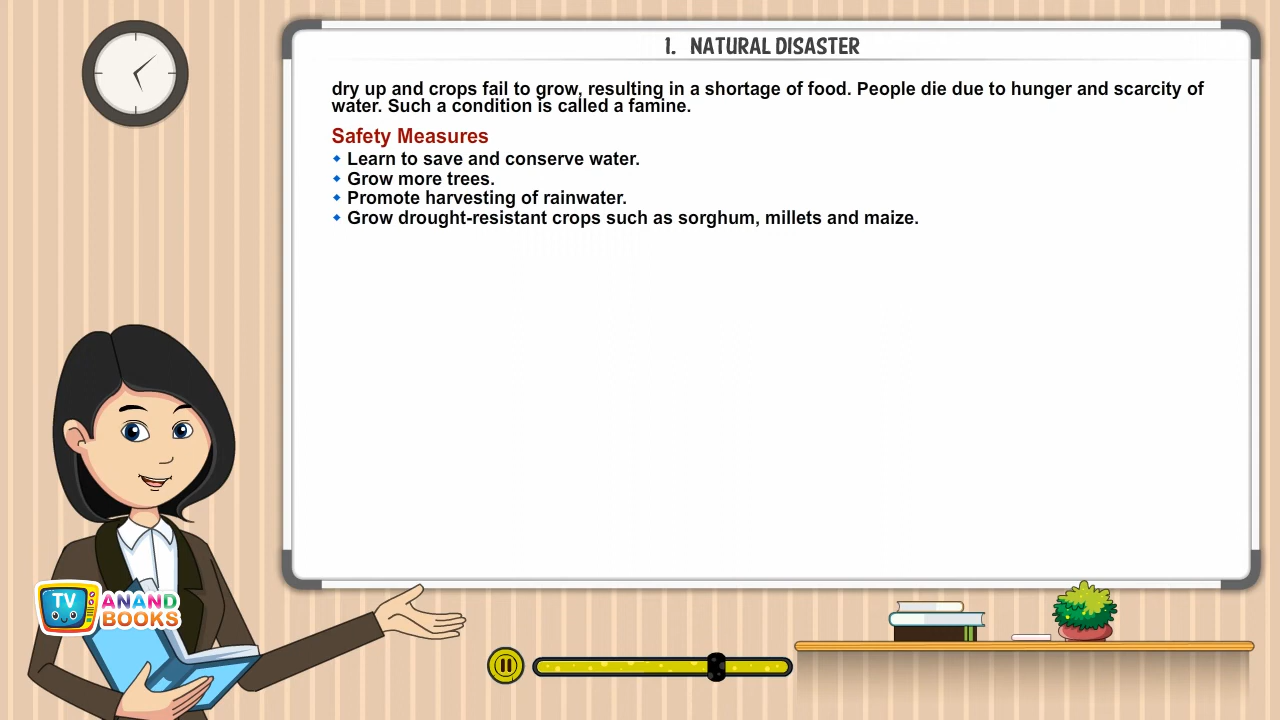 1. NATURAL DISASTER
dry up and crops fail to grow, resulting in a shortage of food. People die due to hunger and scarcity of
water. Such a condition is called a famine.
Safety Measures
Learn to save and conserve water.
Grow more trees.
Promote harvesting of rainwater.
Grow drought-resistant crops such as sorghum, millets and maize.
TV
ANAND
BOOKS